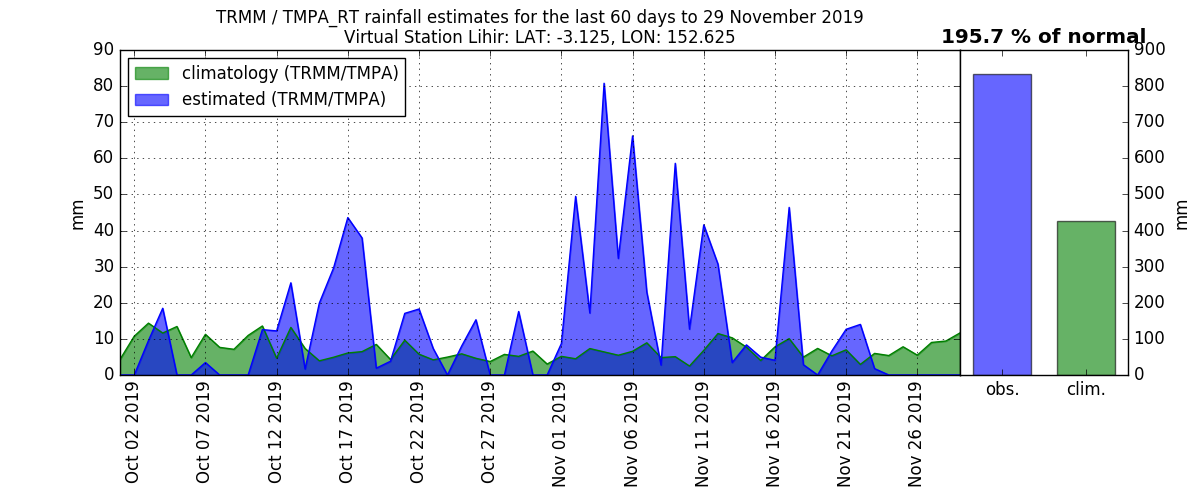 TRMM / TMPA_RT rainfall estimates for the last 60 days to 29 November 2019
Virtual Station Lihir: LAT: -3.125, LON: 152.625
195.7 % of normal
climatology (TRMM/TMPA)
estimated (TRMM/TMPA)
90
80
70
60
50
40
30
20
10
0
mm
Oct 02 2019
Oct 07 2019
Oct 12 2019
Oct 17 2019
Oct 22 2019
Oct 27 2019
Nov 01 2019
Nov 06 2019
Nov 11 2019
Nov 16 2019
Nov 21 2019
Nov 26 2019
obs.
clim.
900
800
700
600
500
400
300
200
100
0
mm